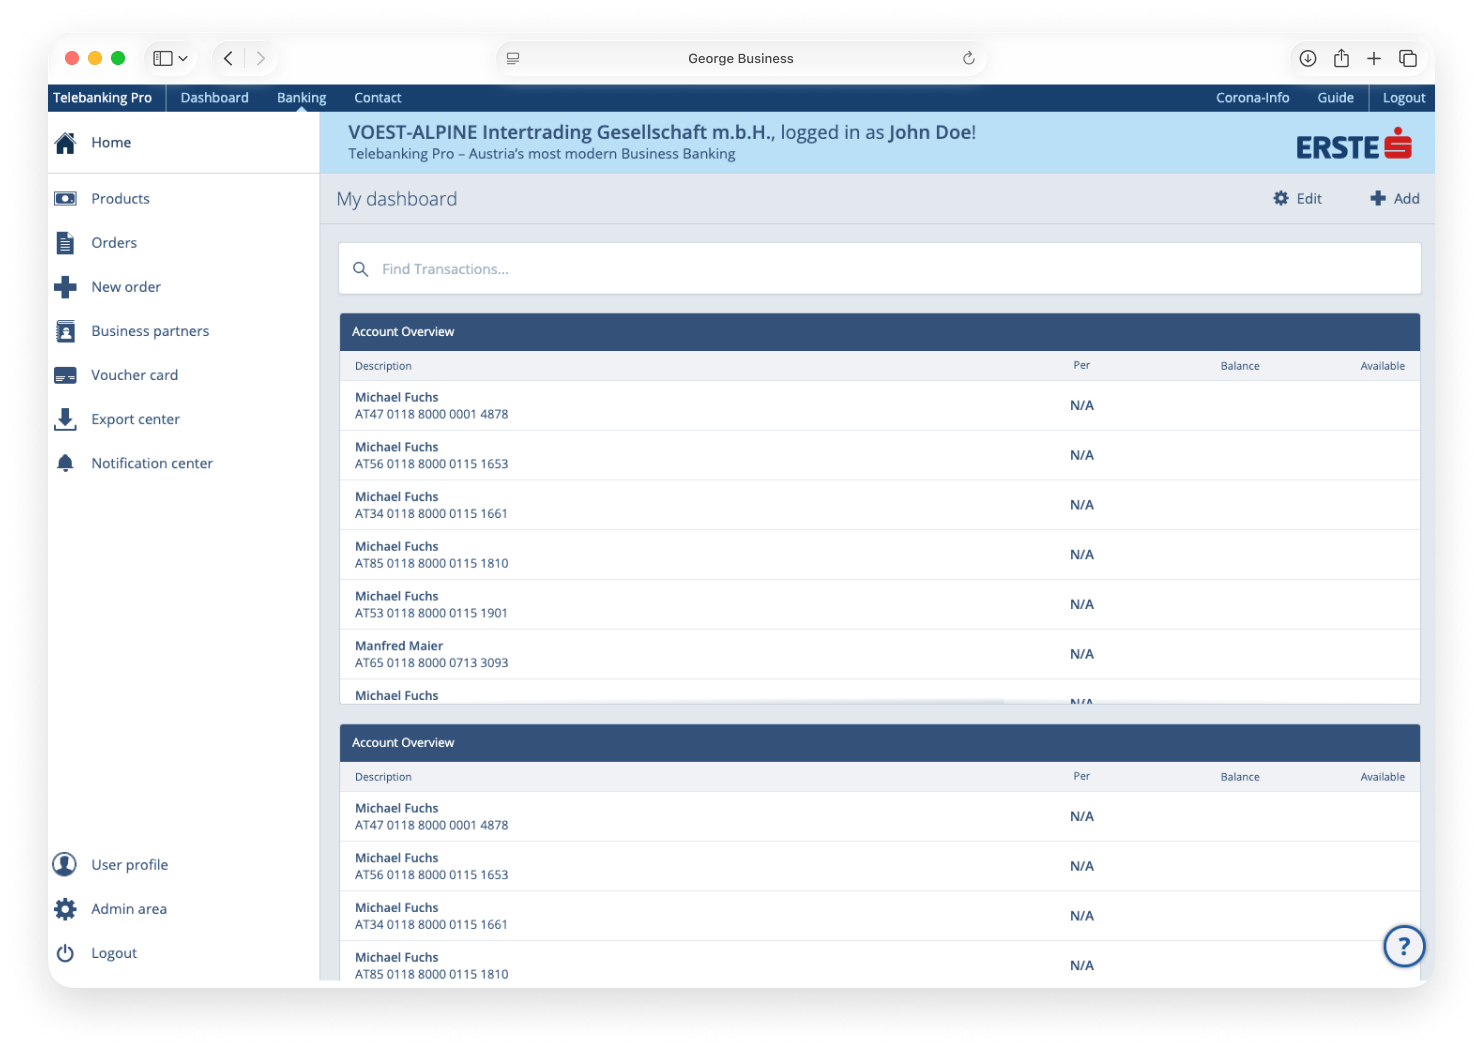 George Business
Telebanking Pro Dashboard Banking Contact Corona-Info Guide Logout
Home
VOEST-ALPINE Intertrading Gesellschaft m.b.H., logged in as John Doe!
Telebanking Pro – Austria's most modern Business Banking
ERSTE
Products
Orders
New order
Business partners
Voucher card
Export center
Notification center
User profile
Admin area
Logout
My dashboard Edit Add
Find Transactions...
Account Overview
Description Per Balance Available
Michael Fuchs
AT47 0118 8000 0001 4878 N/A
Michael Fuchs
AT56 0118 8000 0115 1653 N/A
Michael Fuchs
AT34 0118 8000 0115 1661 N/A
Michael Fuchs
AT85 0118 8000 0115 1810 N/A
Michael Fuchs
AT53 0118 8000 0115 1901 N/A
Manfred Maier
AT65 0118 8000 0713 3093 N/A
Michael Fuchs N/A
Account Overview
Description Per Balance Available
Michael Fuchs
AT47 0118 8000 0001 4878 N/A
Michael Fuchs
AT56 0118 8000 0115 1653 N/A
Michael Fuchs
AT34 0118 8000 0115 1661 N/A
Michael Fuchs
AT85 0118 8000 0115 1810 N/A
?